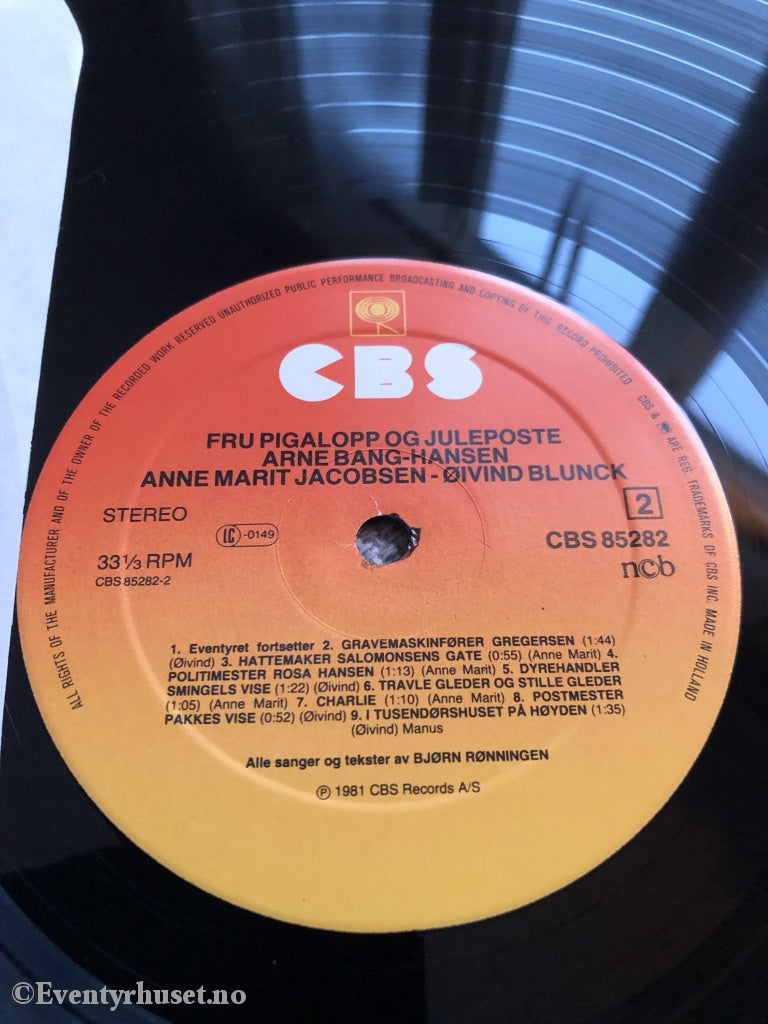 ALL RIGHTS OF THE MANUFACTURER AND OF THE OWNER OF THE RECORDED WORK RESERVED UNAUTHORIZED PUBLIC PERFORMANCE BROADCASTING AND COPYING OF THIS RECORD PROHIBITED CBS & ARE REG. TRADEMARKS OF CBS INC. MADE IN HOLLAND
CBS
FRU PIGALOPP OG JULEPOSTE
ARNE BANG-HANSEN
ANNE MARIT JACOBSEN - ØIVIND BLUNCK
STEREO
LC -0149
2
33⅓ RPM
CBS 85282
CBS 85282-2
ncb
1. Eventyret fortsetter 2. GRAVEMASKINFØRER GREGERSEN (1:44)
(Øivind) 3. HATTEMAKER SALOMONSENS GATE (0:55) (Anne Marit) 4.
POLITIMESTER ROSA HANSEN (1:13) (Anne Marit) 5. DYREHANDLER
SMINGELS VISE (1:22) (Øivind) 6. TRAVLE GLEDER OG STILLE GLEDER
(1:05) (Anne Marit) 7. CHARLIE (1:10) (Anne Marit) 8. POSTMESTER
PAKKES VISE (0:52) (Øivind) 9. I TUSENDØRSHUSET PÅ HØYDEN (1:35)
(Øivind) Manus
Alle sanger og tekster av BJØRN RØNNINGEN
Ⓟ 1981 CBS Records A/S
©Eventyrhuset.no